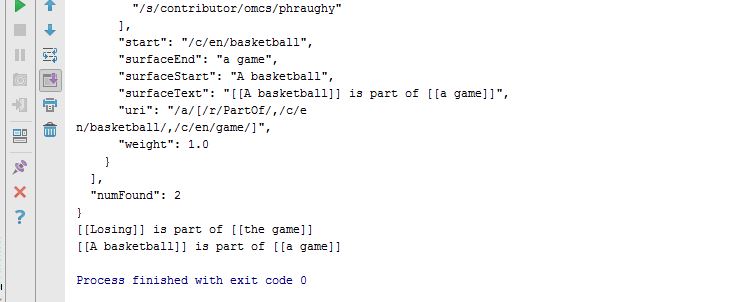 "/s/contributor/omcs/phraughy"
],
"start": "/c/en/basketball",
"surfaceEnd": "a game",
"surfaceStart": "A basketball",
"surfaceText": "[[A basketball]] is part of [[a game]]",
"uri": "/a/[/r/PartOf/,/c/e
n/basketball/,/c/en/game/]",
"weight": 1.0
}
],
"numFound": 2
}
[[Losing]] is part of [[the game]]
[[A basketball]] is part of [[a game]]
Process finished with exit code 0